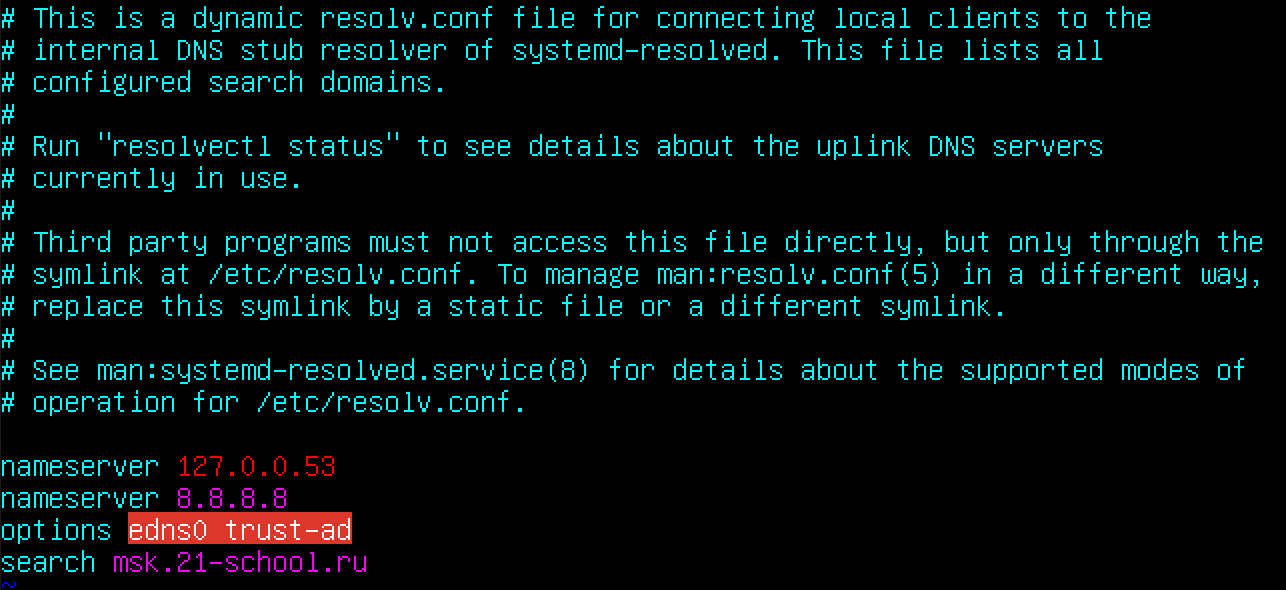 # This is a dynamic resolv.conf file for connecting local clients to the
# internal DNS stub resolver of systemd-resolved. This file lists all
# configured search domains.
#
# Run "resolvectl status" to see details about the uplink DNS servers
# currently in use.
#
# Third party programs must not access this file directly, but only through the
# symlink at /etc/resolv.conf. To manage man:resolv.conf(5) in a different way,
# replace this symlink by a static file or a different symlink.
#
# See man:systemd-resolved.service(8) for details about the supported modes of
# operation for /etc/resolv.conf.

nameserver 127.0.0.53
nameserver 8.8.8.8
options edns0 trust-ad
search msk.21-school.ru
~